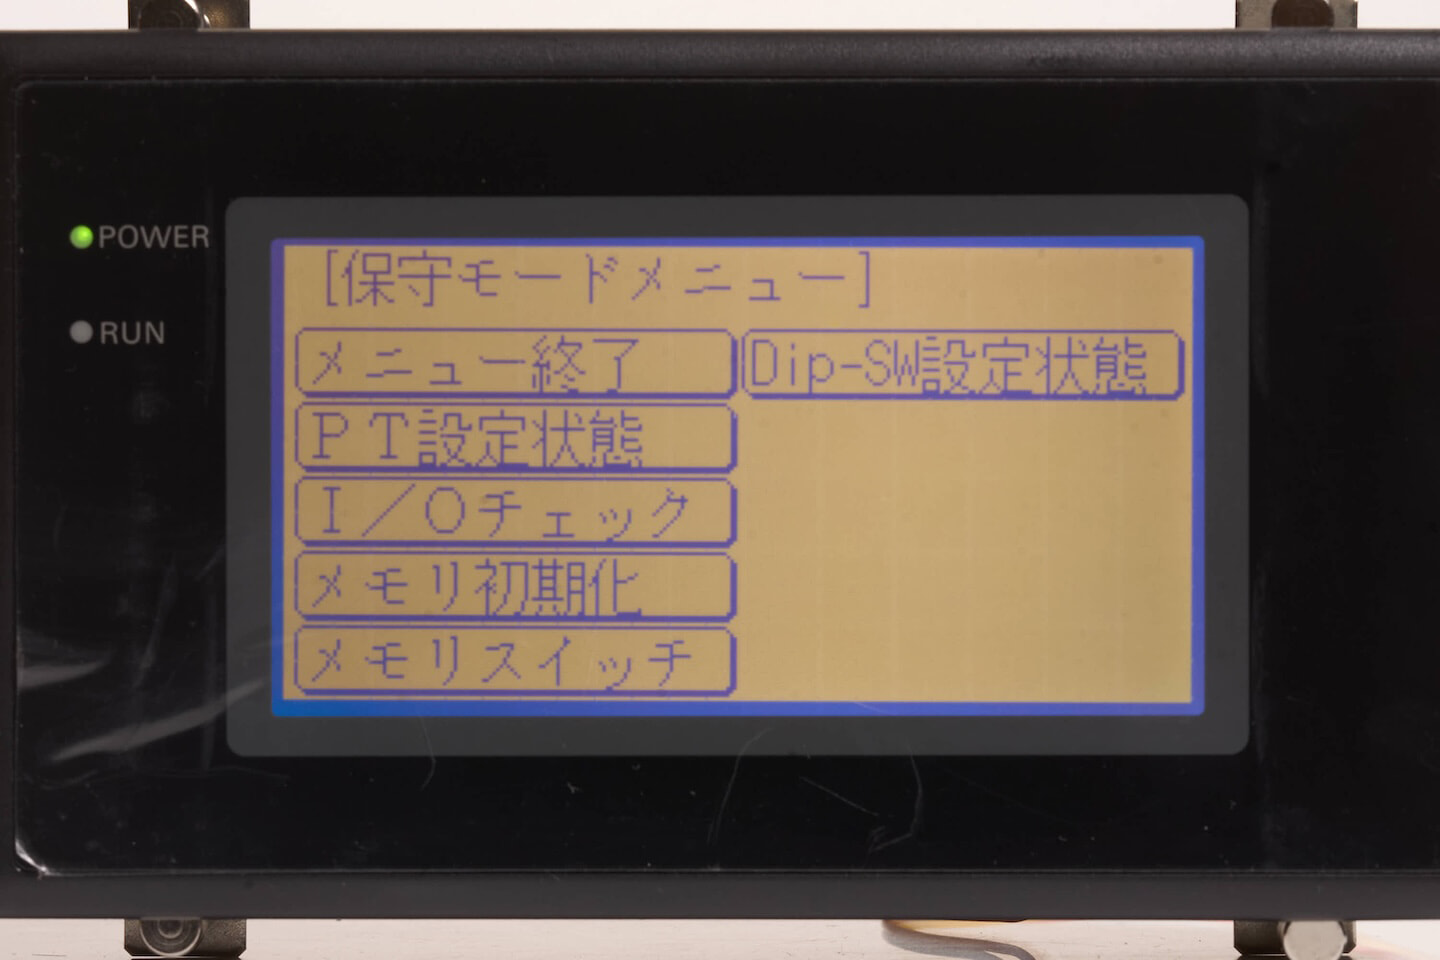 POWER
RUN
[保守モードメニュー]
メニュー終了
Dip-SW設定状態
PT設定状態
I/Oチェック
メモリ初期化
メモリスイッチ